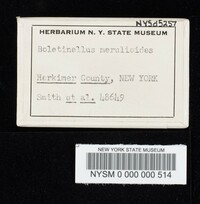 NYSd5257
HERBARIUM N. Y. STATE MUSEUM
Boletinellus merulioides
Herkimer County, NEW YORK
Smith et al. 45649
NEW YORK STATE MUSEUM
NYSM 0 000 000 514